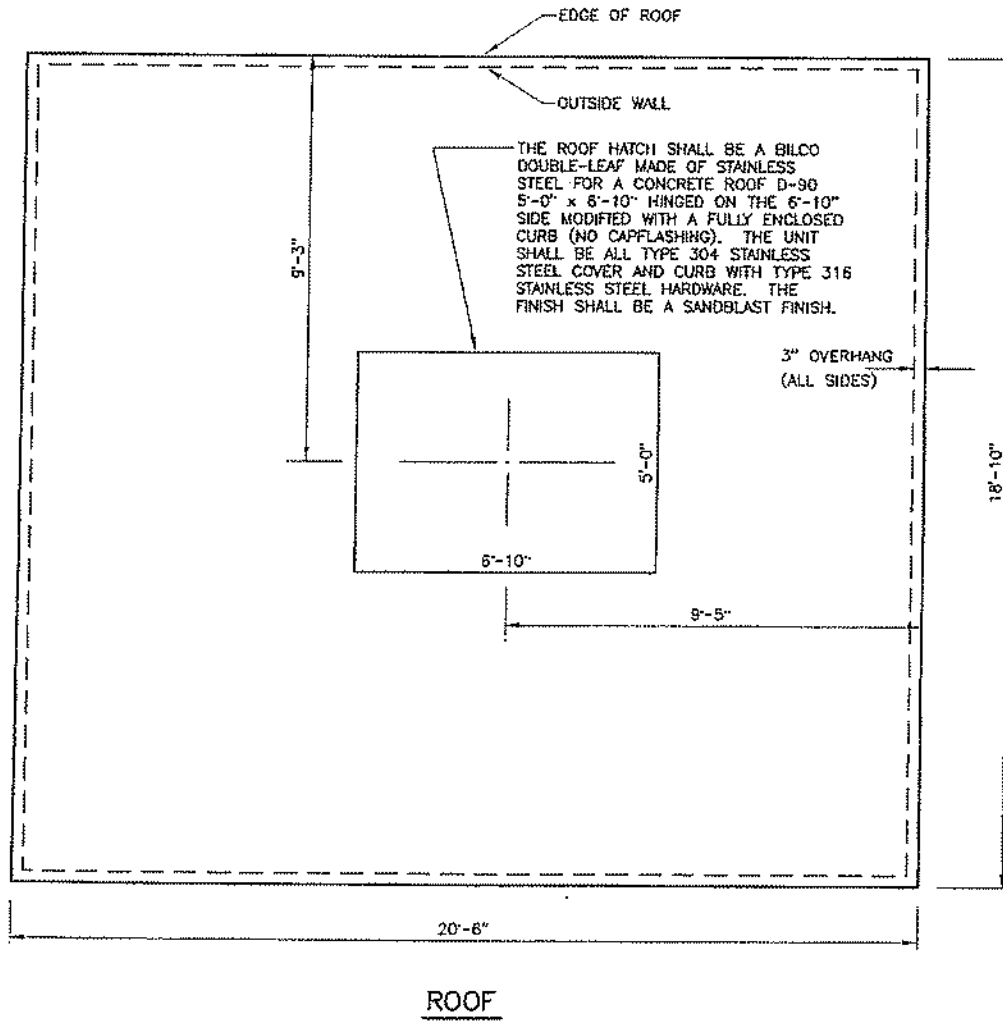 EDGE OF ROOF
OUTSIDE WALL
THE ROOF HATCH SHALL BE A BILCO
DOUBLE-LEAF MADE OF STAINLESS
STEEL FOR A CONCRETE ROOF D-90
5'-0" x 6'-10" HINGED ON THE 6'-10"
SIDE MODIFIED WITH A FULLY ENCLOSED
CURB (NO CAPFLASHING). THE UNIT
SHALL BE ALL TYPE 304 STAINLESS
STEEL COVER AND CURB WITH TYPE 316
STAINLESS STEEL HARDWARE. THE
FINISH SHALL BE A SANDBLAST FINISH.
9'-3"
3" OVERHANG
(ALL SIDES)
5'-0"
18'-10"
6'-10"
9'-5"
20'-6"
ROOF